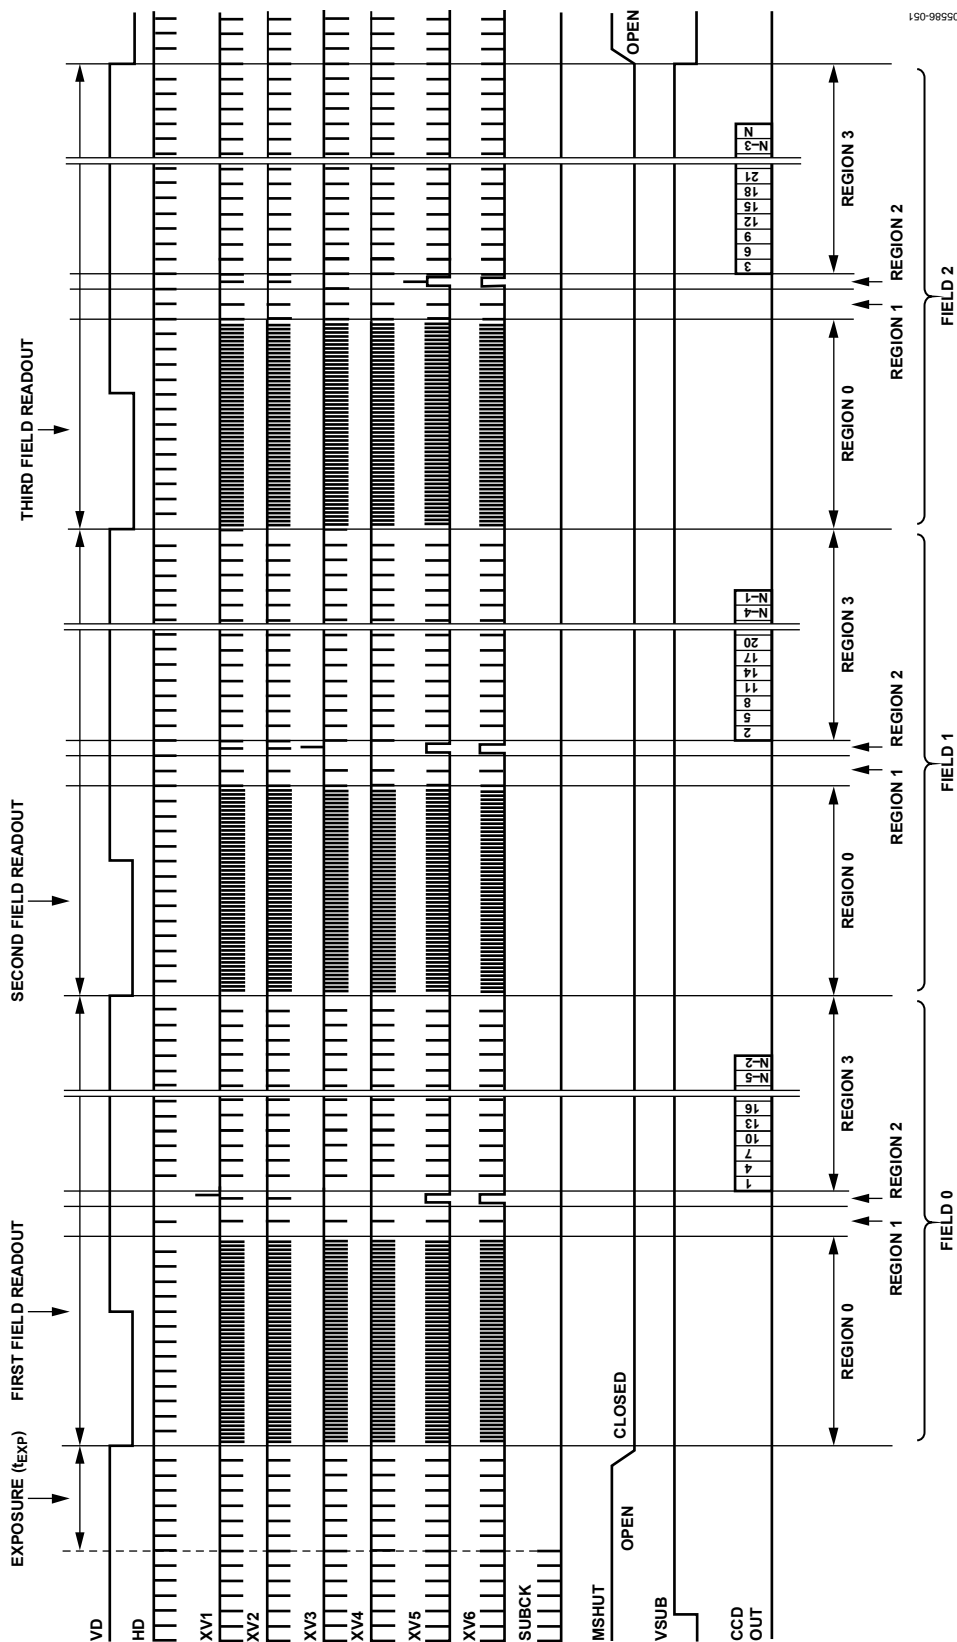 EXPOSURE (tEXP)
FIRST FIELD READOUT
SECOND FIELD READOUT
THIRD FIELD READOUT
VD
HD
XV1
XV2
XV3
XV4
XV5
XV6
SUBCK
MSHUT
OPEN
CLOSED
OPEN
VSUB
CCD
OUT
1
4
7
10
13
16
N–5
N–2
2
5
8
11
14
17
20
N–4
N–1
3
6
9
12
15
18
21
N–3
N
REGION 0
REGION 3
REGION 0
REGION 3
REGION 0
REGION 3
REGION 1
REGION 2
REGION 1
REGION 2
REGION 1
REGION 2
FIELD 0
FIELD 1
FIELD 2
05586-051